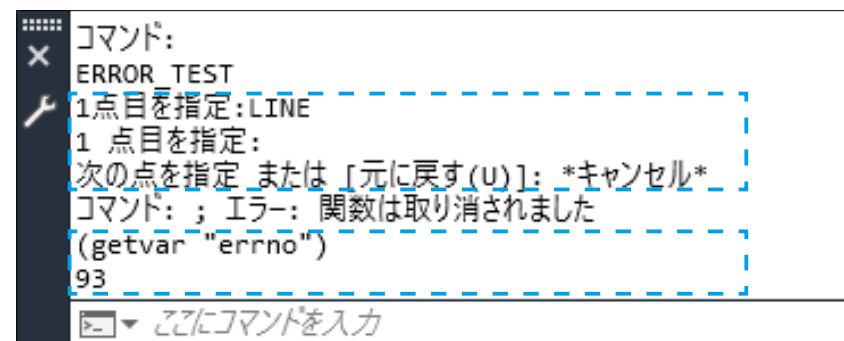 コマンド:
ERROR_TEST
1点目を指定:LINE
1 点目を指定:
次の点を指定 または [元に戻す(U)]: *キャンセル*
コマンド: ; エラー: 関数は取り消されました
(getvar "errno")
93
ここにコマンドを入力